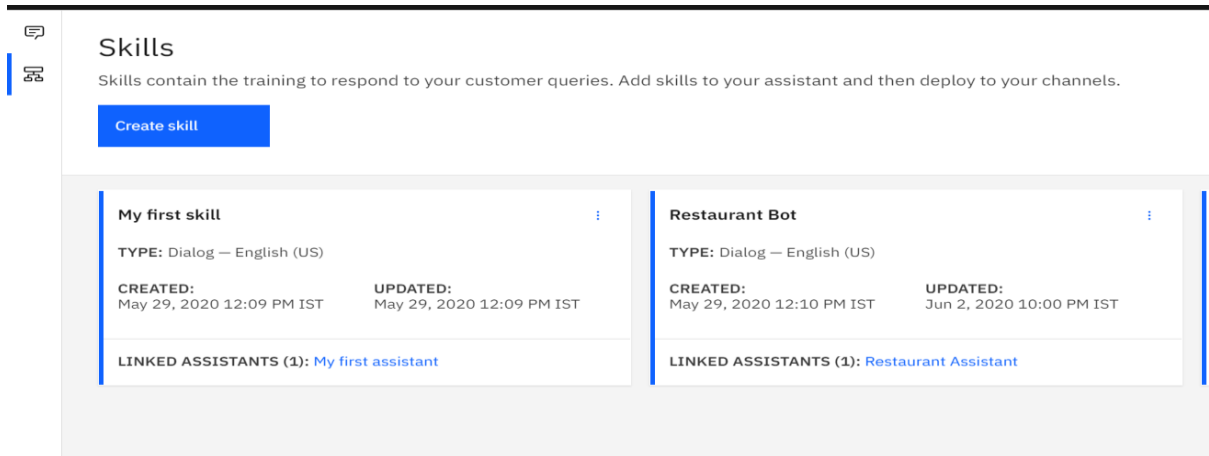 Skills
Skills contain the training to respond to your customer queries. Add skills to your assistant and then deploy to your channels.
Create skill
My first skill
TYPE: Dialog — English (US)
CREATED:
May 29, 2020 12:09 PM IST
UPDATED:
May 29, 2020 12:09 PM IST
LINKED ASSISTANTS (1): My first assistant
Restaurant Bot
TYPE: Dialog — English (US)
CREATED:
May 29, 2020 12:10 PM IST
UPDATED:
Jun 2, 2020 10:00 PM IST
LINKED ASSISTANTS (1): Restaurant Assistant